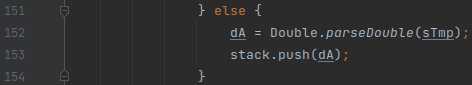 151 } else {
152 dA = Double.parseDouble(sTmp);
153 stack.push(dA);
154 }